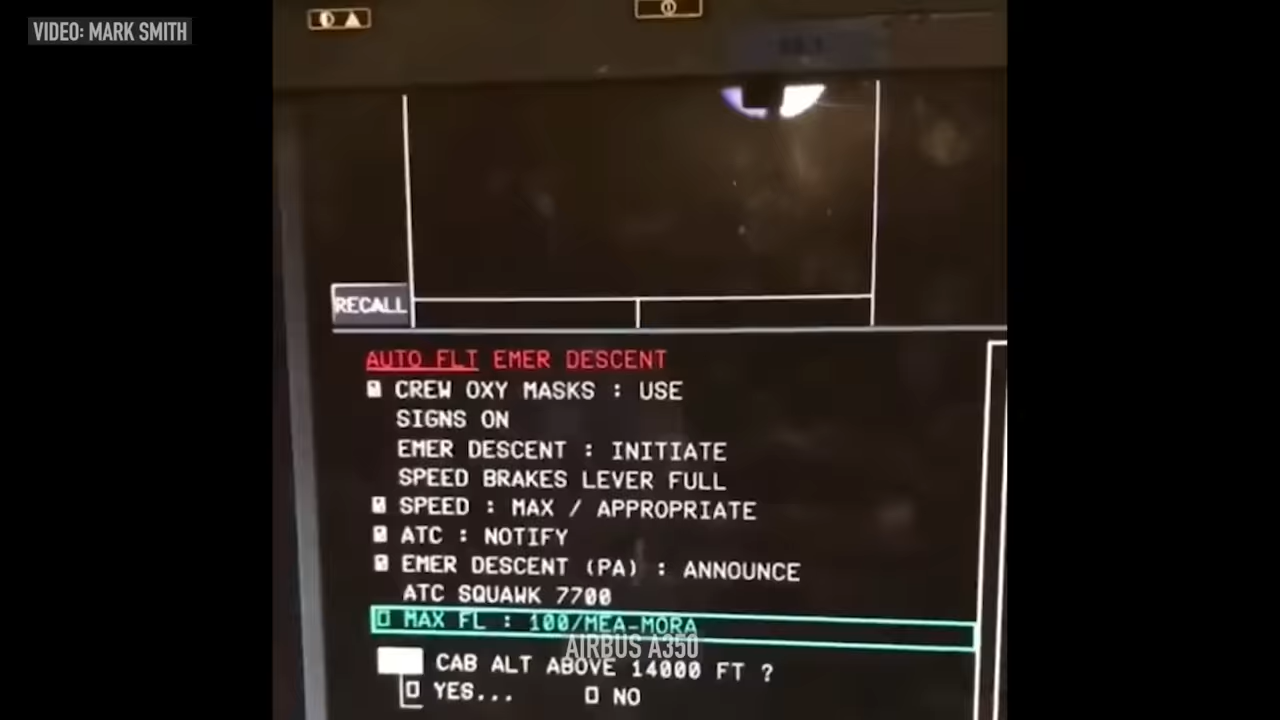 VIDEO: MARK SMITH
RECALL
AUTO FLT EMER DESCENT
CREW OXY MASKS : USE
SIGNS ON
EMER DESCENT : INITIATE
SPEED BRAKES LEVER FULL
SPEED : MAX / APPROPRIATE
ATC : NOTIFY
EMER DESCENT (PA) : ANNOUNCE
ATC SQUAWK 7700
MAX FL : 100/MEA-MORA
AIRBUS A350
CAB ALT ABOVE 14000 FT ?
YES... NO